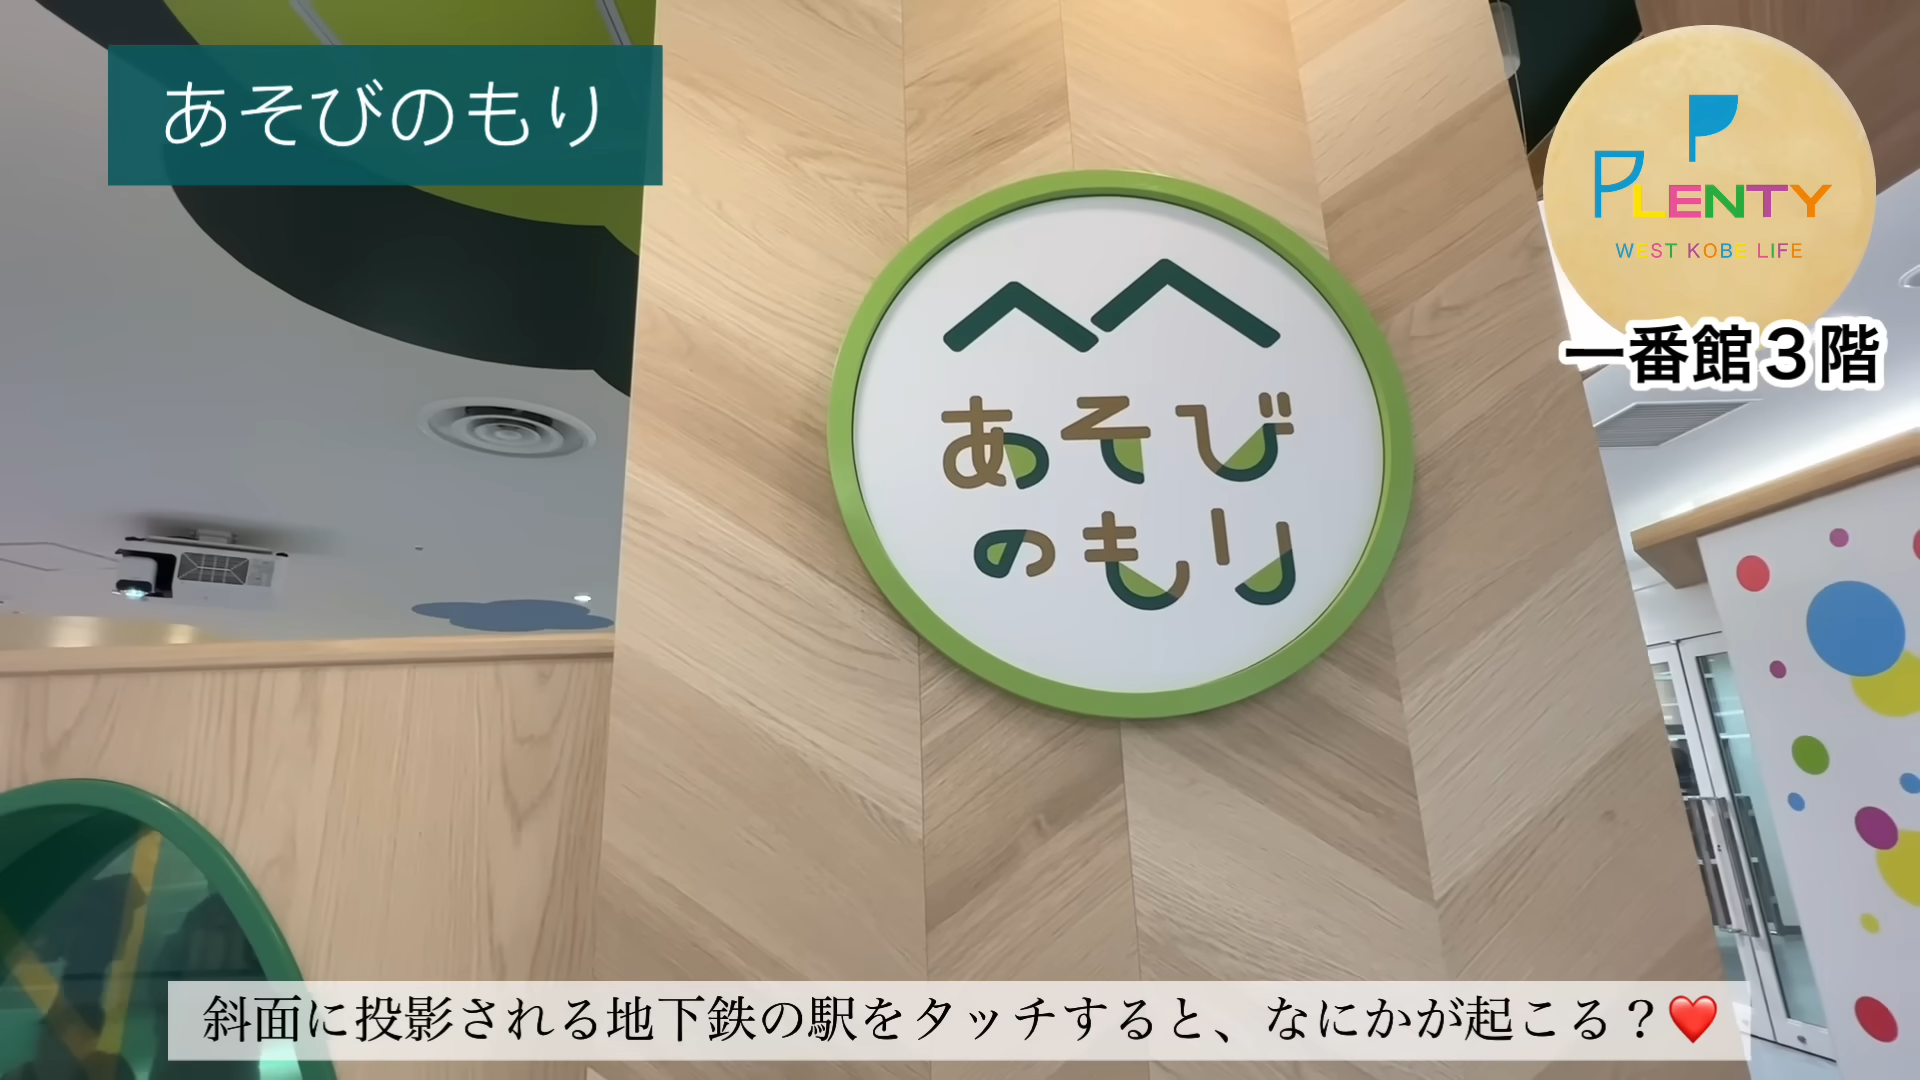 あそびのもり
PLENTY
WEST KOBE LIFE
一番館3階
あそび
のもり
斜面に投影される地下鉄の駅をタッチすると、なにかが起こる？❤️